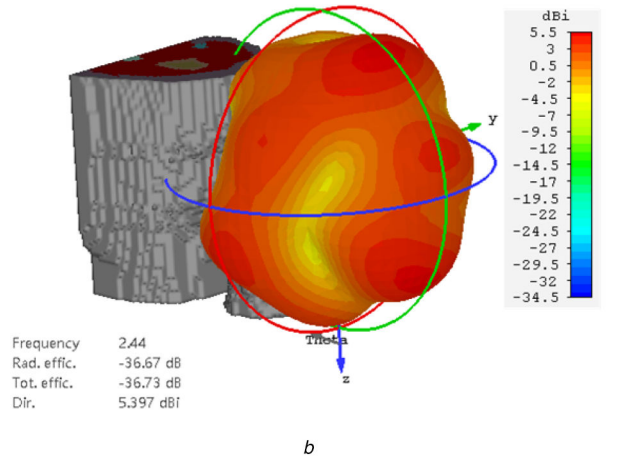 dBi
5.5
3
0.5
-2
-4.5
-7
-9.5
-12
-14.5
-17
-19.5
-22
-24.5
-27
-29.5
-32
-34.5
y
Theta
z
Frequency 2.44
Rad. effic. -36.67 dB
Tot. effic. -36.73 dB
Dir. 5.397 dBi
b